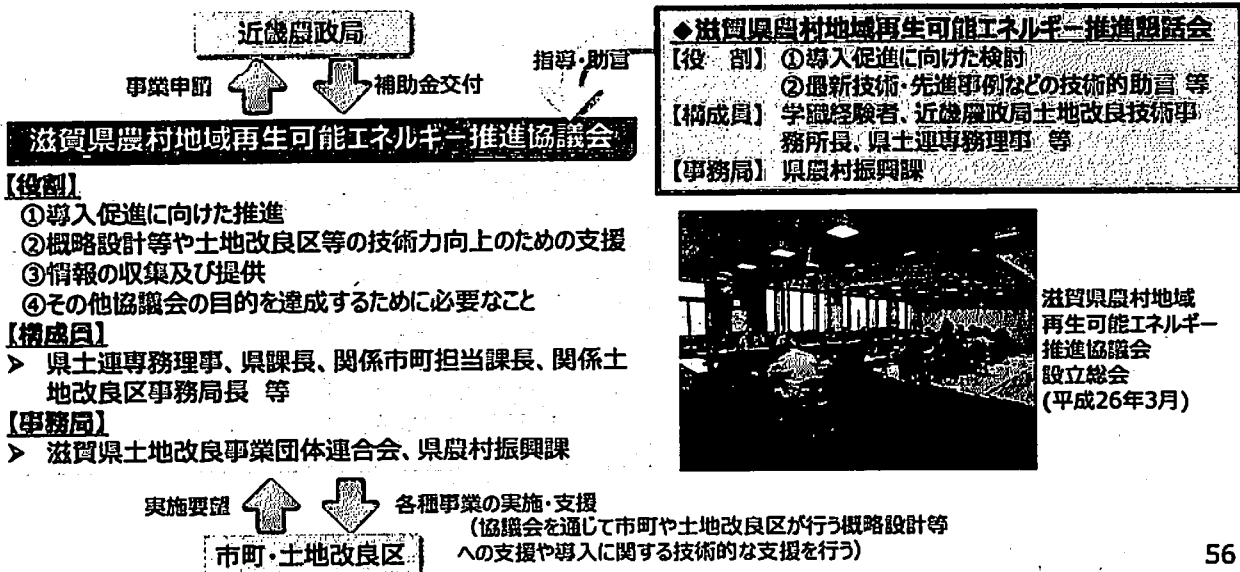 近畿農政局
事業申請
補助金交付
指導・助言
滋賀県農村地域再生可能エネルギー推進協議会
【役割】
①導入促進に向けた推進
②概略設計等や土地改良区等の技術力向上のための支援
③情報の収集及び提供
④その他協議会の目的を達成するために必要なこと
【構成員】
➢ 県土連専務理事、県課長、関係市町担当課長、関係土
地改良区事務局長 等
【事務局】
➢ 滋賀県土地改良事業団体連合会、県農村振興課
実施要望
各種事業の実施・支援
(協議会を通じて市町や土地改良区が行う概略設計等
への支援や導入に関する技術的な支援を行う)
市町・土地改良区
◆滋賀県農村地域再生可能エネルギー推進懇話会
【役 割】 ①導入促進に向けた検討
②最新技術・先進事例などの技術的助言 等
【構成員】 学識経験者、近畿農政局土地改良技術事
務所長、県土連専務理事 等
【事務局】 県農村振興課
滋賀県農村地域
再生可能エネルギー
推進協議会
設立総会
(平成26年3月)
56